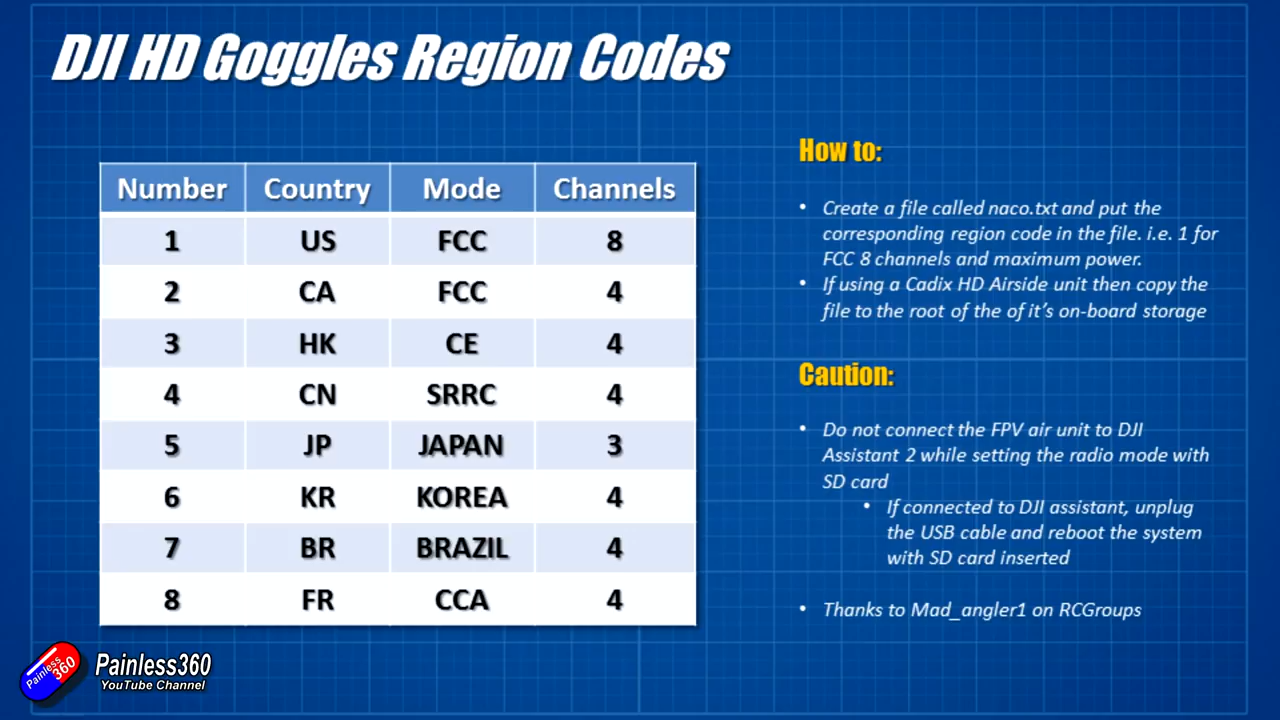 DJI HD Goggles Region Codes
Number Country Mode Channels
1 US FCC 8
2 CA FCC 4
3 HK CE 4
4 CN SRRC 4
5 JP JAPAN 3
6 KR KOREA 4
7 BR BRAZIL 4
8 FR CCA 4
How to:
• Create a file called naco.txt and put the
corresponding region code in the file. i.e. 1 for
FCC 8 channels and maximum power.
• If using a Cadix HD Airside unit then copy the
file to the root of the of it's on-board storage
Caution:
• Do not connect the FPV air unit to DJI
Assistant 2 while setting the radio mode with
SD card
• If connected to DJI assistant, unplug
the USB cable and reboot the system
with SD card inserted
• Thanks to Mad_angler1 on RCGroups
Painless
360
Painless360
YouTube Channel